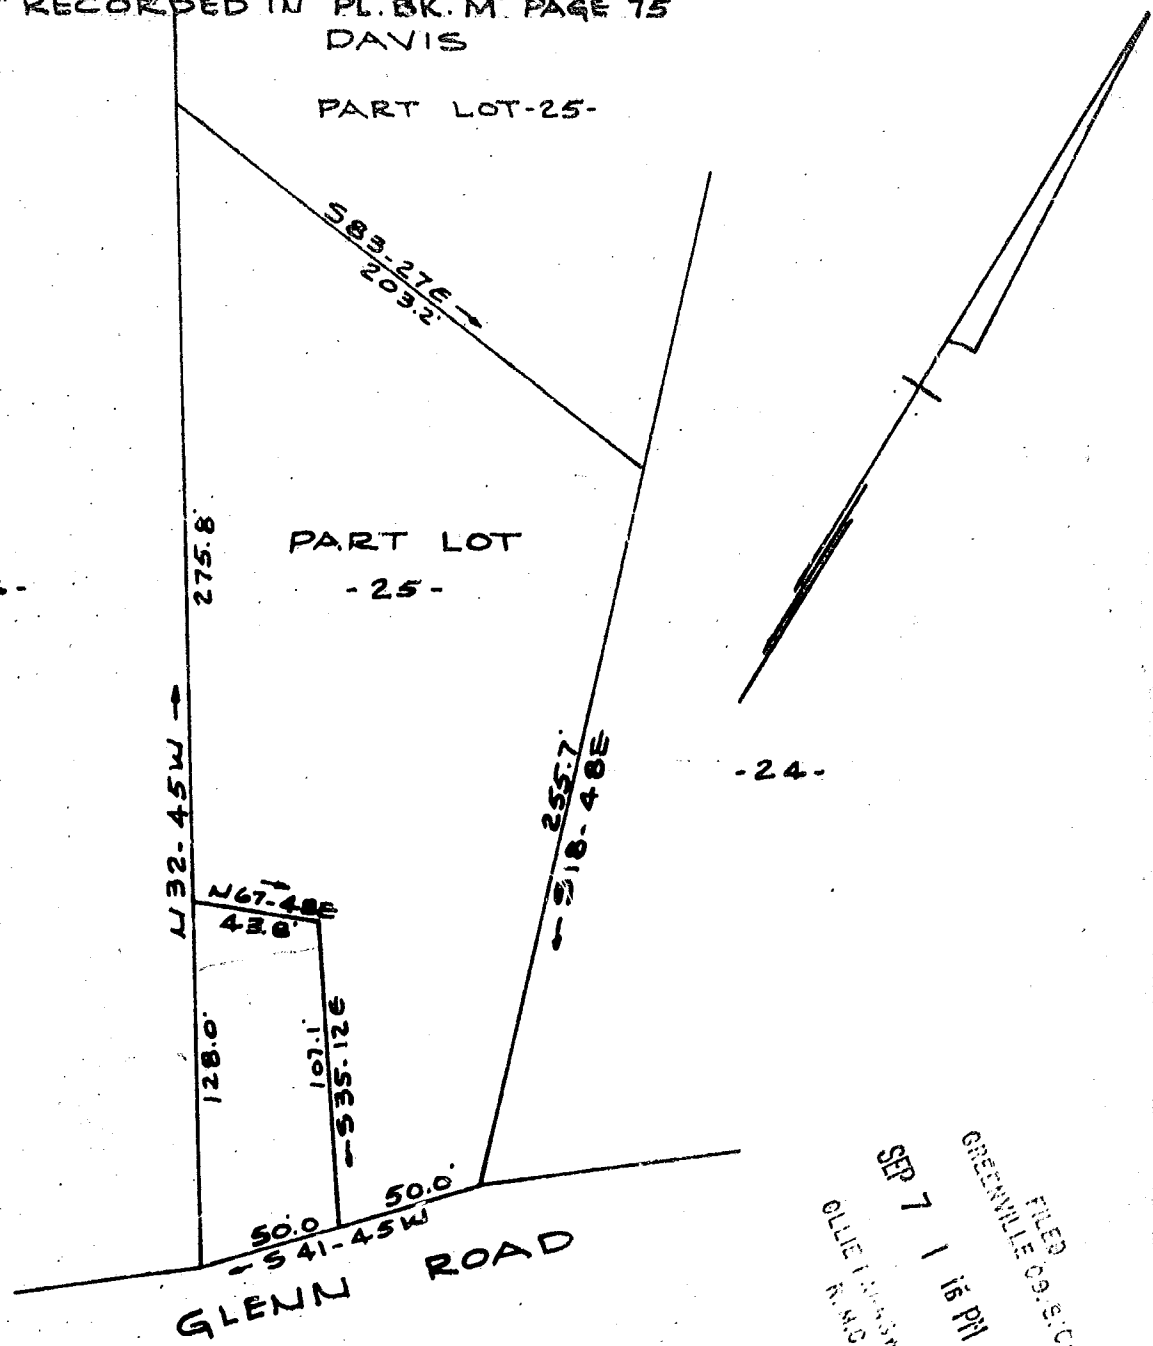 RECORDED IN PL. BK. M PAGE 75
DAVIS
PART LOT-25-
S83-27E
203.2'
275.8'
PART LOT
-25-
N32-45W
255.7'
S18-48E
-24-
N67-48E
43.8'
128.0'
107.1'
S35-12E
50.0
50.0'
S41-45W
GLENN ROAD
FILED
GREENVILLE CO. S.C.
SEP 7 1 16 PM
OLLIE
R.M.C